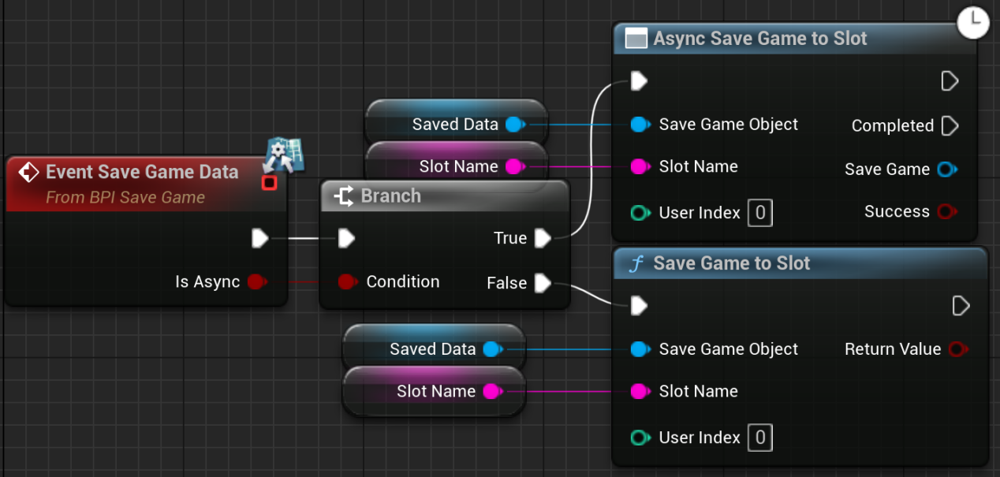 Event Save Game Data
From BPI Save Game
Is Async
Saved Data
Slot Name
Branch
True
Condition
False
Async Save Game to Slot
Save Game Object
Completed
Slot Name
Save Game
User Index 0
Success
Saved Data
Slot Name
Save Game to Slot
Save Game Object
Return Value
Slot Name
User Index 0